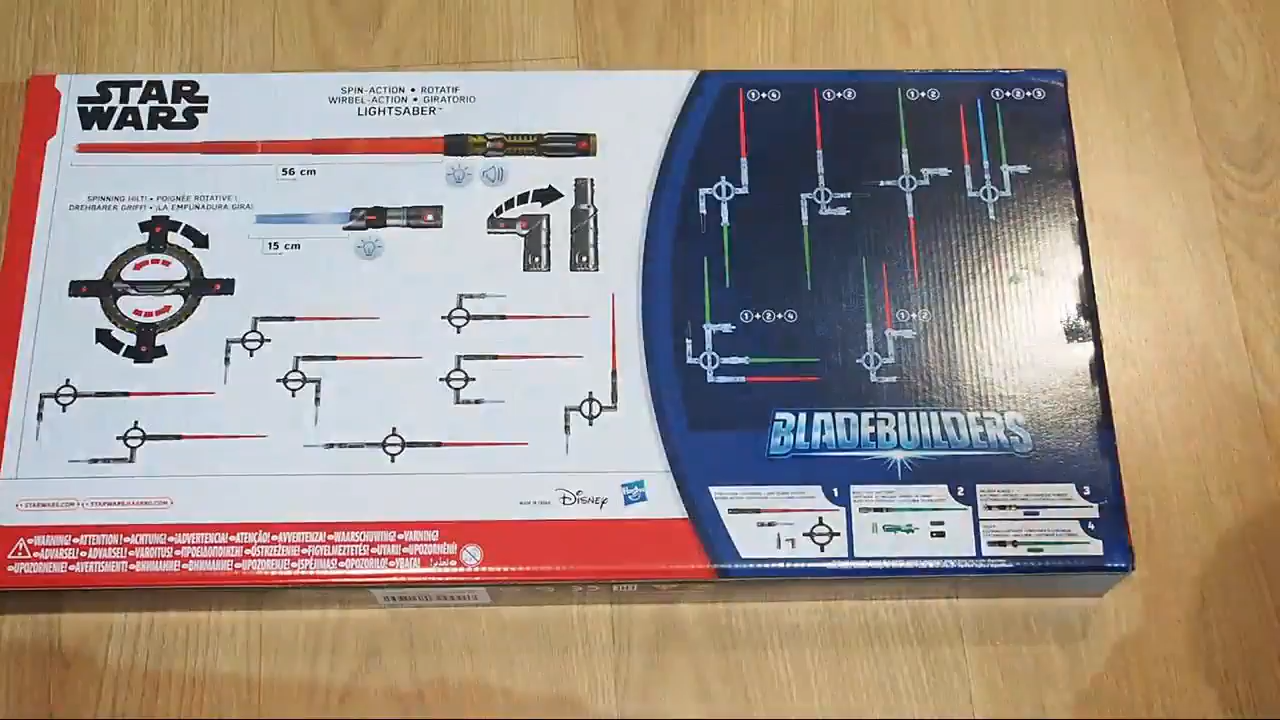 STAR WARS
SPIN-ACTION • ROTATIF
WIRBEL-ACTION • GIRATORIO
LIGHTSABER™
56 cm
SPINNING HILT! • POIGNÉE ROTATIVE !
DREHBARER GRIFF! • ¡LA EMPUÑADURA GIRA!
15 cm
①+④
①+②
①+②
①+②+③
①+②+④
①+②
BLADEBUILDERS
1
2
3
4
STARWARS.COM
Disney
Hasbro
WARNING! • ATTENTION ! • ACHTUNG! • ¡ADVERTENCIA! • ATENÇÃO! • AVVERTENZA! • WAARSCHUWING! • VARNING!
ADVARSEL! • ADVARSEL! • VAROITUS! • ΠΡΟΕΙΔΟΠΟΙΗΣΗ! • OSTRZEŻENIE! • FIGYELMEZTETÉS! • UYARI! • UPOZORNĚNÍ!
UPOZORNENIE! • AVERTISMENT! • ВНИМАНИЕ! • ВНИМАНИЕ! • UPOZORENJE! • ĮSPĖJIMAS! • OPOZORILO! • УВАГА!